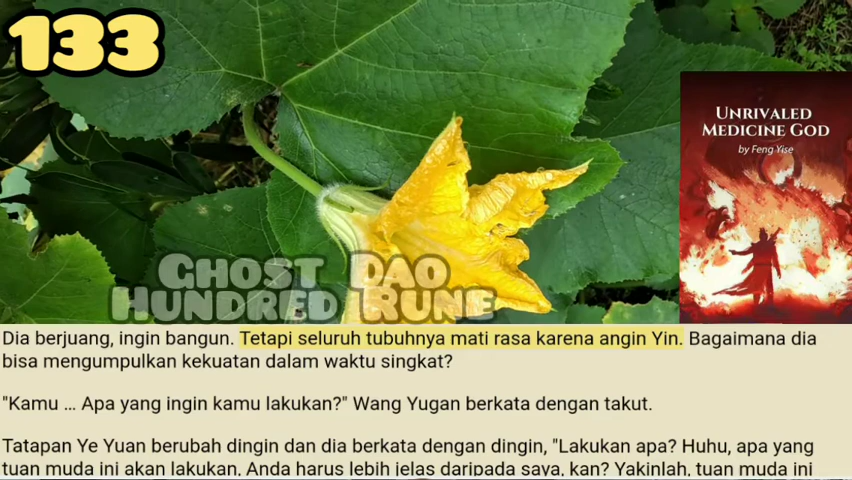 133
UNRIVALED
MEDICINE GOD
by Feng Yise
GHOST DAO
HUNDRED RUNE
Dia berjuang, ingin bangun. Tetapi seluruh tubuhnya mati rasa karena angin Yin. Bagaimana dia
bisa mengumpulkan kekuatan dalam waktu singkat?
"Kamu ... Apa yang ingin kamu lakukan?" Wang Yugan berkata dengan takut.
Tatapan Ye Yuan berubah dingin dan dia berkata dengan dingin, "Lakukan apa? Huhu, apa yang
tuan muda ini akan lakukan, Anda harus lebih jelas daripada saya, kan? Yakinlah, tuan muda ini